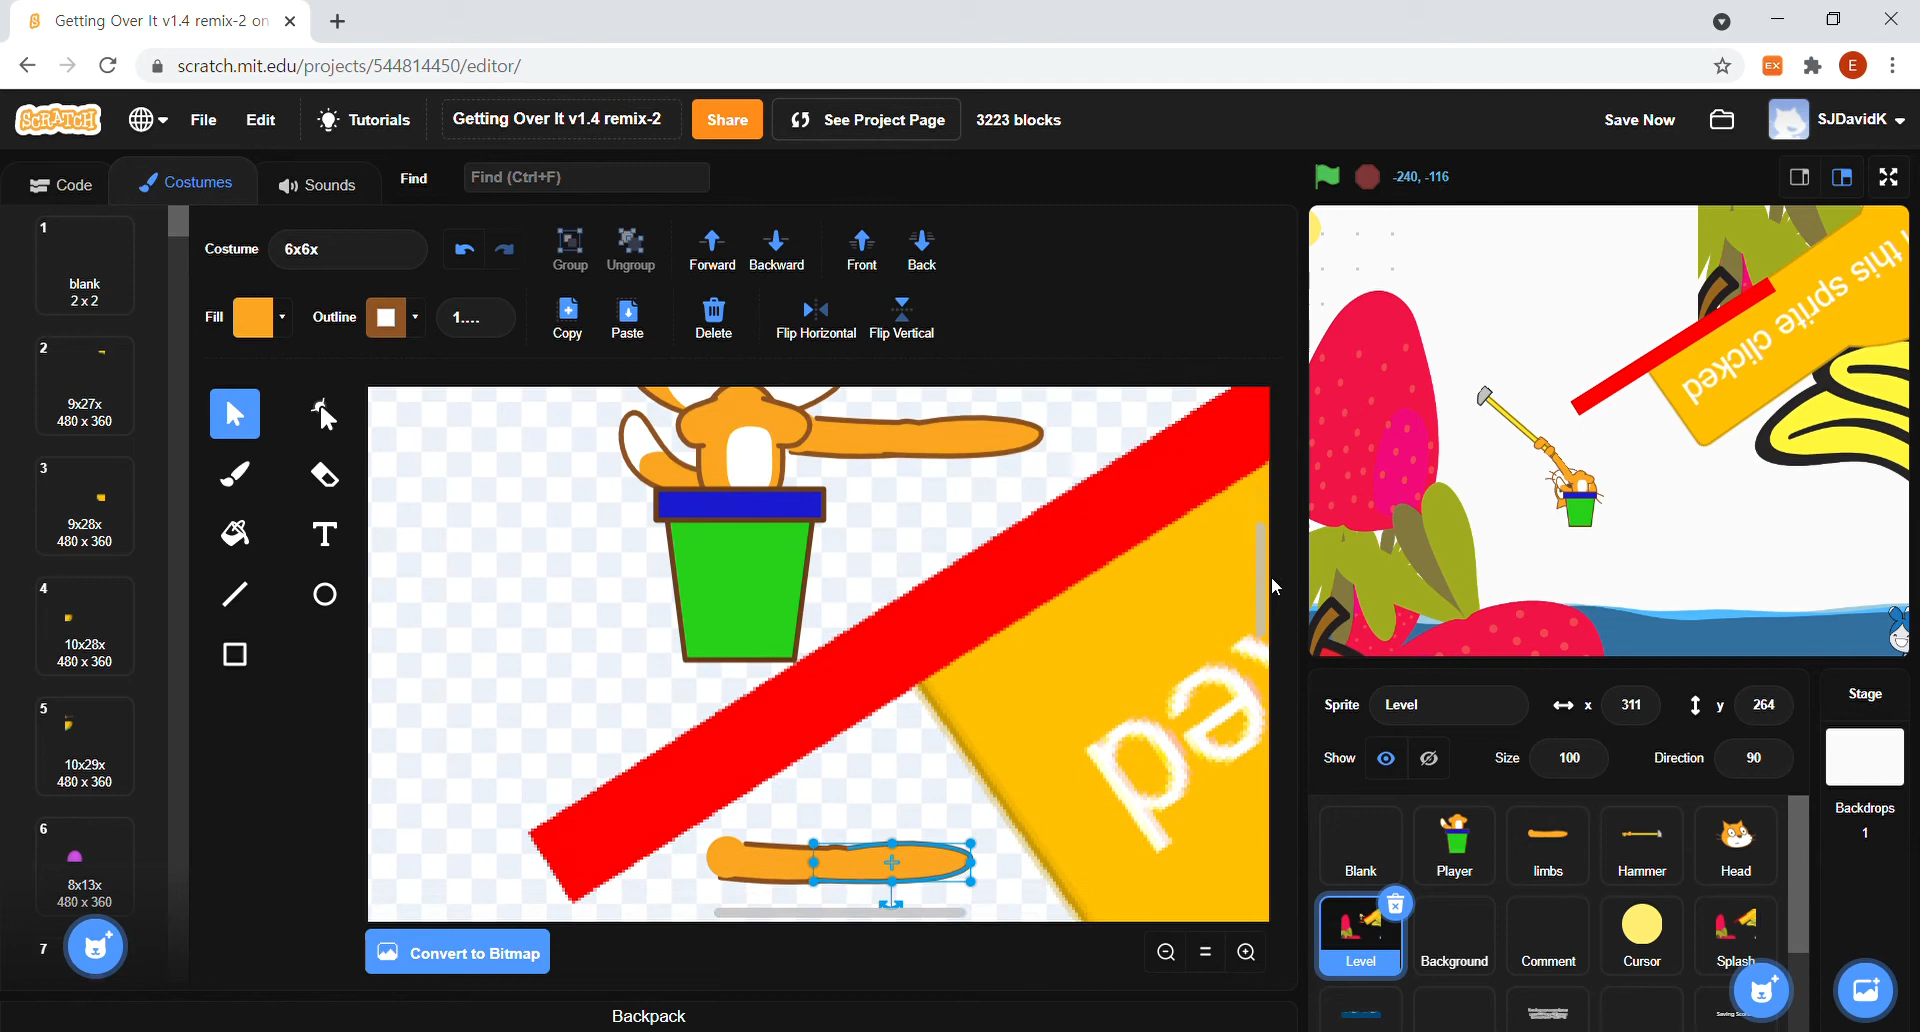 Getting Over It v1.4 remix-2 on
scratch.mit.edu/projects/544814450/editor/
EX
E
SCRATCH
File
Edit
Tutorials
Getting Over It v1.4 remix-2
Share
See Project Page
3223 blocks
Save Now
SJDavidK
Code
Costumes
Sounds
Find
Find (Ctrl+F)
-240, -116
1
blank
2 x 2
2
9x27x
480 x 360
3
9x28x
480 x 360
4
10x28x
480 x 360
5
10x29x
480 x 360
6
8x13x
480 x 360
7
Costume
6x6x
Group
Ungroup
Forward
Backward
Front
Back
Fill
Outline
1....
Copy
Paste
Delete
Flip Horizontal
Flip Vertical
T
ed
this sprite clicked
Convert to Bitmap
Backpack
Sprite
Level
x
311
y
264
Show
Size
100
Direction
90
Stage
Backdrops
1
Blank
Player
limbs
Hammer
Head
Level
Background
Comment
Cursor
Splash